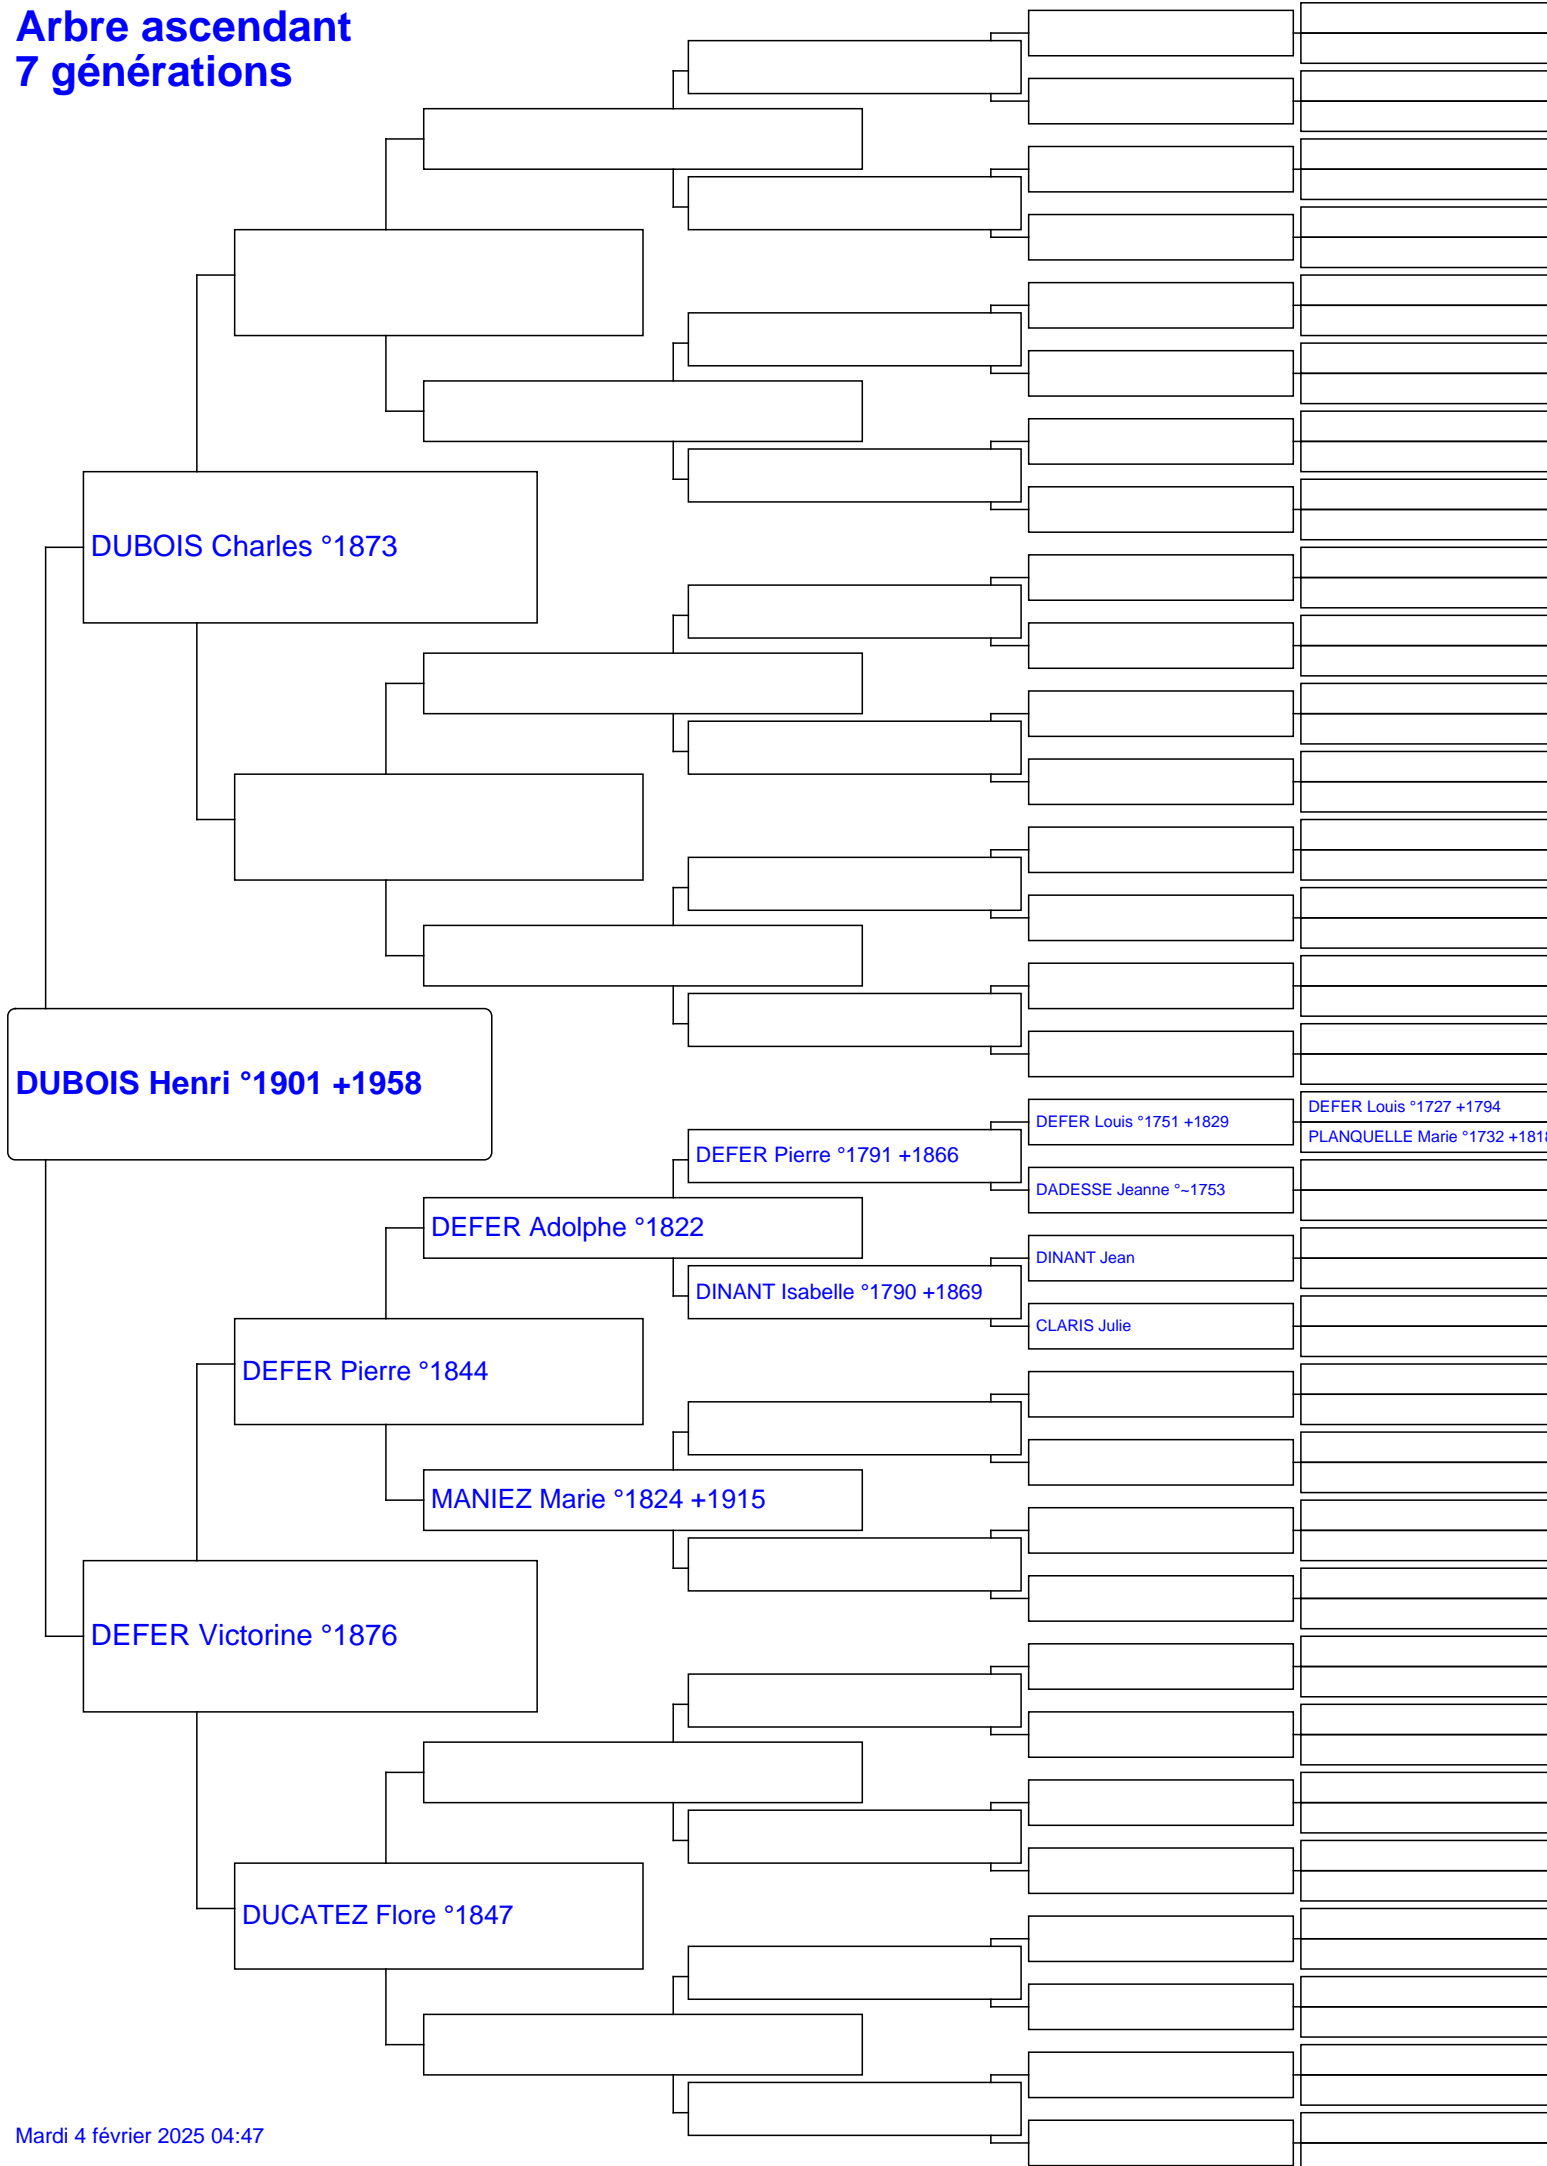 Arbre ascendant
7 générations
DUBOIS Charles °1873
DUBOIS Henri °1901 +1958
DEFER Louis °1727 +1794
DEFER Louis °1751 +1829
PLANQUELLE Marie °1732 +1818
DEFER Pierre °1791 +1866
DADESSE Jeanne °~1753
DEFER Adolphe °1822
DINANT Jean
DINANT Isabelle °1790 +1869
CLARIS Julie
DEFER Pierre °1844
MANIEZ Marie °1824 +1915
DEFER Victorine °1876
DUCATEZ Flore °1847
Mardi 4 février 2025 04:47